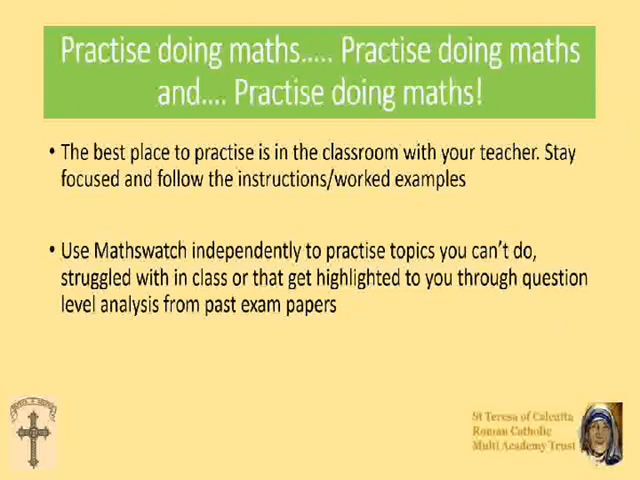 Practise doing maths..... Practise doing maths
and.... Practise doing maths!
• The best place to practise is in the classroom with your teacher. Stay
focused and follow the instructions/worked examples
• Use Mathswatch independently to practise topics you can't do,
struggled with in class or that get highlighted to you through question
level analysis from past exam papers
St Teresa of Calcutta
Roman Catholic
Multi Academy Trust